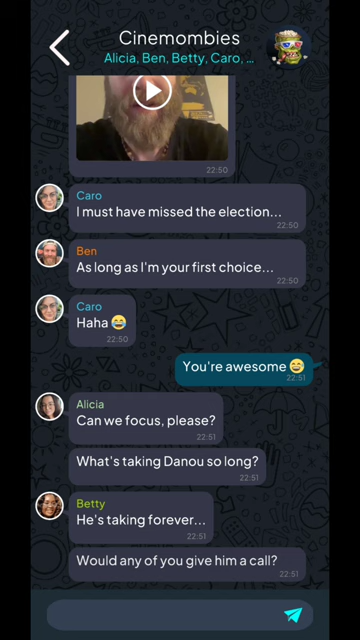 Cinemombies
Alicia, Ben, Betty, Caro, ...
22:50
Caro
I must have missed the election...
22:50
Ben
As long as I'm your first choice...
22:50
Caro
Haha 😂
22:50
You're awesome 😅
22:51
Alicia
Can we focus, please?
22:51
What's taking Danou so long?
22:51
Betty
He's taking forever...
22:51
Would any of you give him a call?
22:51